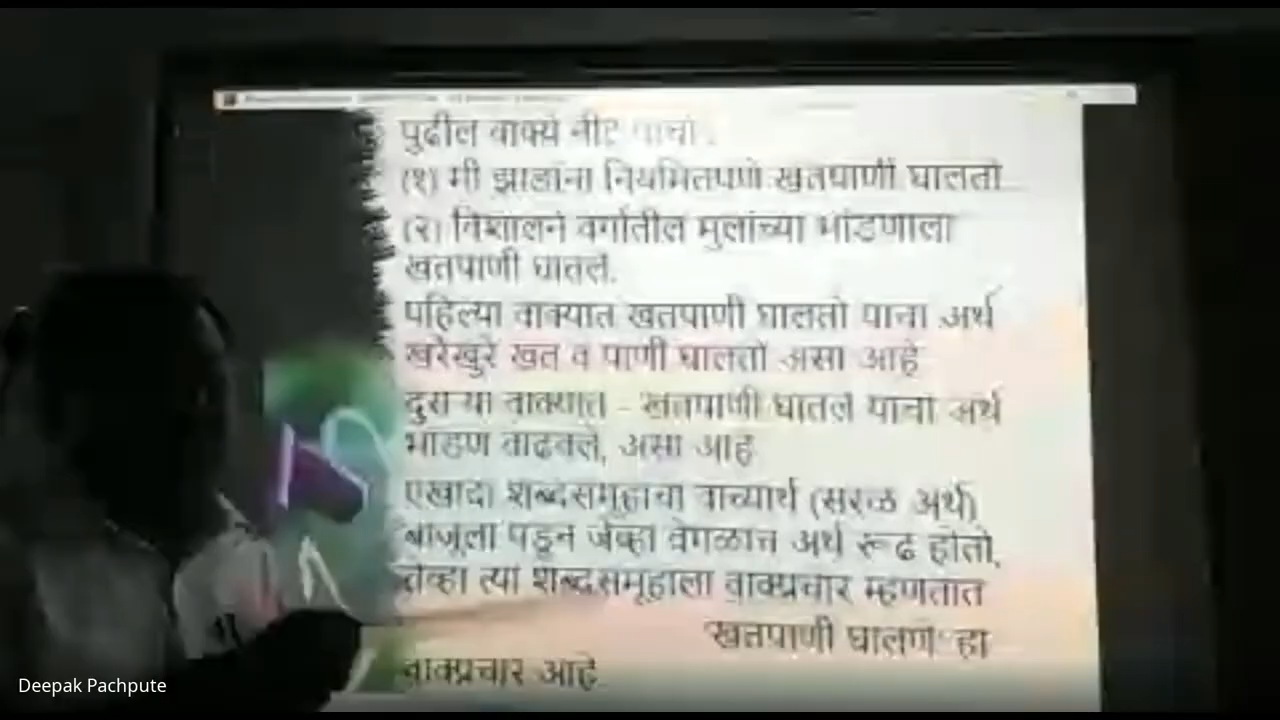 पुढील वाक्ये नीट वाचा .
(१) मी झाडांना नियमितपणे खतपाणी घालतो.
(२) विशालने वर्गातील मुलांच्या भांडणाला
खतपाणी घातले.
पहिल्या वाक्यात खतपाणी घालतो याचा अर्थ
खरेखुरे खत व पाणी घालतो असा आहे
दुसऱ्या वाक्यात - खतपाणी घातले याचा अर्थ
भांडण वाढवले, असा आहे
एखाद्या शब्दसमूहाचा वाच्यार्थ (सरळ अर्थ)
बाजूला पडून जेव्हा वेगळाच अर्थ रूढ होतो,
तेव्हा त्या शब्दसमूहाला वाक्प्रचार म्हणतात
'खतपाणी घालणे' हा
वाक्प्रचार आहे.
Deepak Pachpute